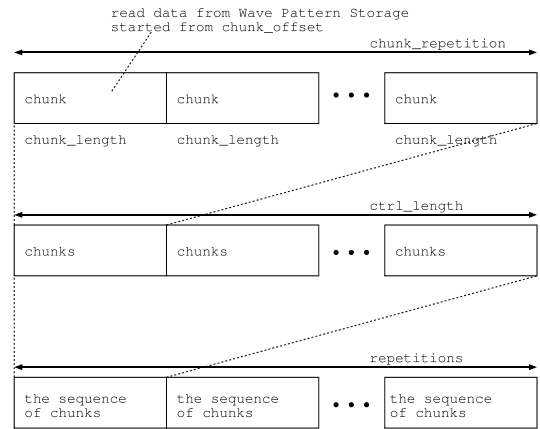 read data from Wave Pattern Storage
started from chunk_offset
chunk_repetition
chunk chunk ••• chunk
chunk_length chunk_length chunk_length
ctrl_length
chunks chunks ••• chunks
repetitions
the sequence the sequence ••• the sequence
of chunks of chunks of chunks